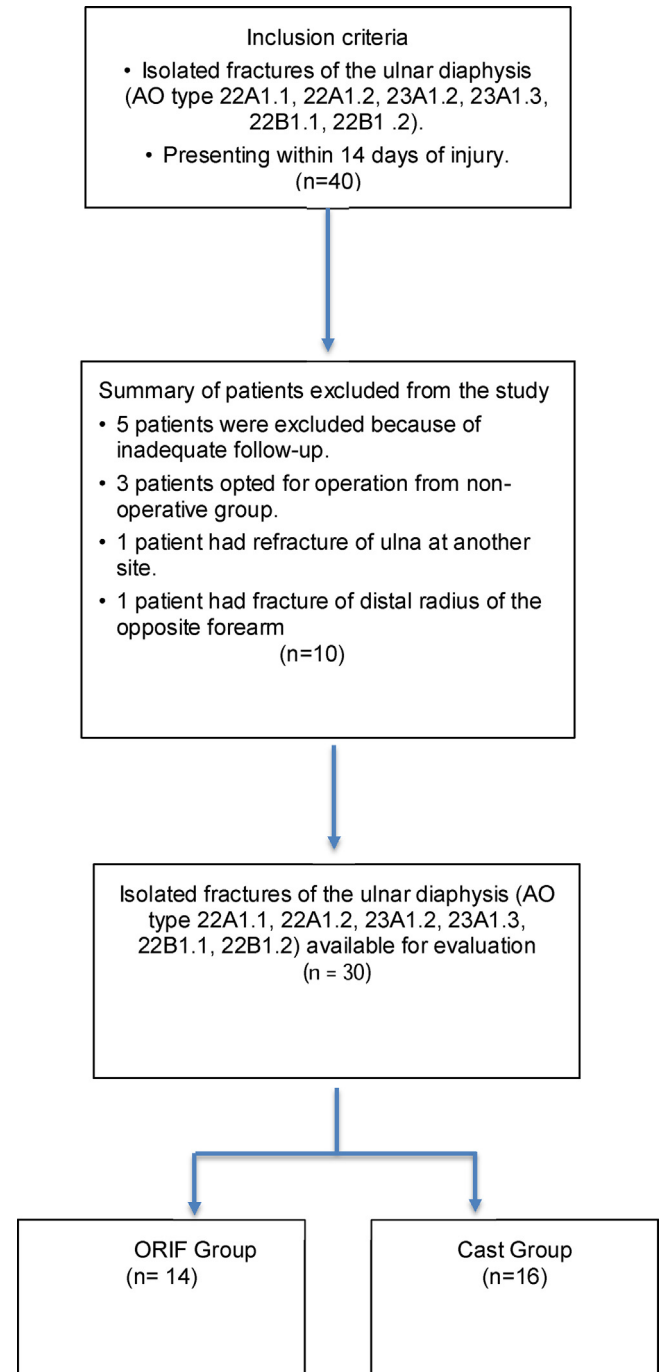 Inclusion criteria
• Isolated fractures of the ulnar diaphysis
(AO type 22A1.1, 22A1.2, 23A1.2, 23A1.3,
22B1.1, 22B1 .2).
• Presenting within 14 days of injury.
(n=40)
Summary of patients excluded from the study
• 5 patients were excluded because of
inadequate follow-up.
• 3 patients opted for operation from non-
operative group.
• 1 patient had refracture of ulna at another
site.
• 1 patient had fracture of distal radius of the
opposite forearm
(n=10)
Isolated fractures of the ulnar diaphysis (AO
type 22A1.1, 22A1.2, 23A1.2, 23A1.3,
22B1.1, 22B1.2) available for evaluation
(n = 30)
ORIF Group
(n= 14)
Cast Group
(n=16)